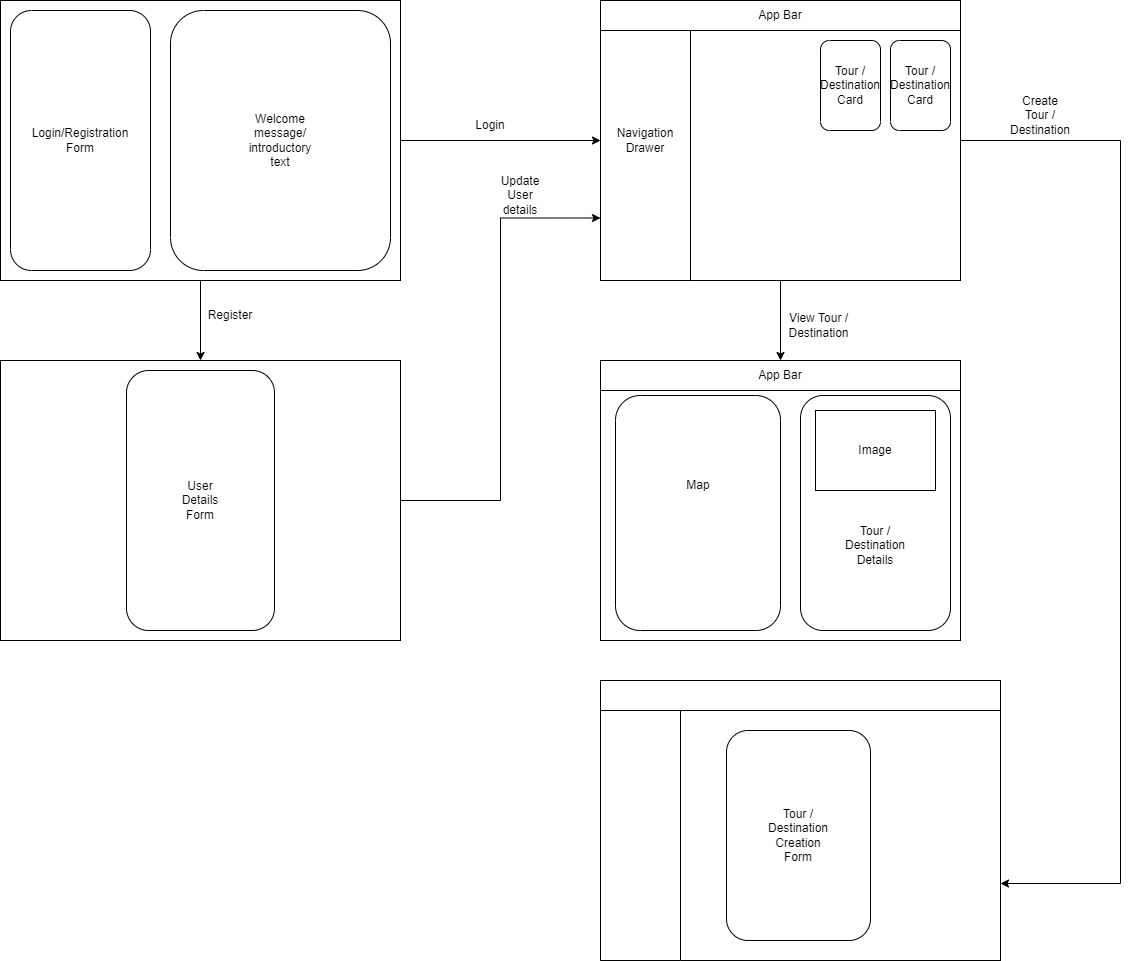 App Bar
Tour /
Destination
Card
Tour /
Destination
Card
Login/Registration
Form
Welcome
message/
introductory
text
Login
Navigation
Drawer
Create
Tour /
Destination
Update
User
details
Register
View Tour /
Destination
App Bar
User
Details
Form
Map
Image
Tour /
Destination
Details
Tour /
Destination
Creation
Form